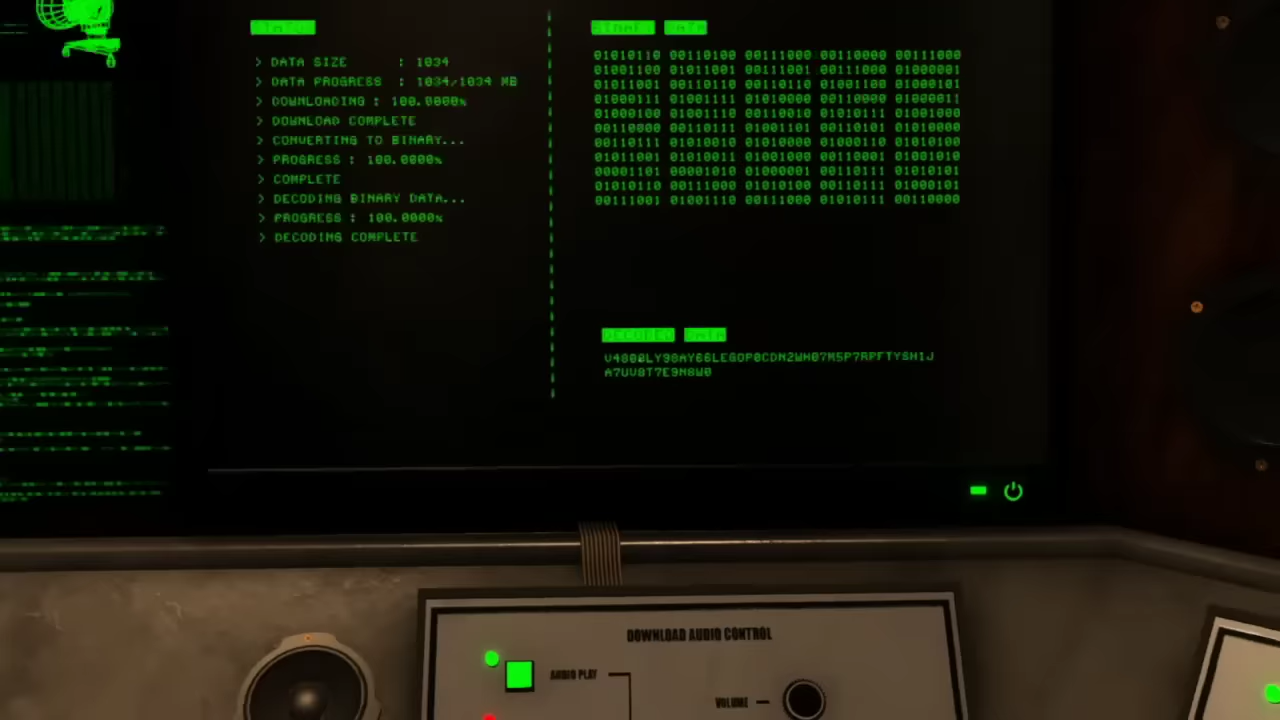 STATUS
> DATA SIZE : 1034
> DATA PROGRESS : 1034/1034 MB
> DOWNLOADING : 100.0000%
> DOWNLOAD COMPLETE
> CONVERTING TO BINARY...
> PROGRESS : 100.0000%
> COMPLETE
> DECODING BINARY DATA...
> PROGRESS : 100.0000%
> DECODING COMPLETE
BINARY DATA
01010110 00110100 00111000 00110000 00111000
01001100 01011001 00111001 00111000 01000001
01011001 00110110 00110110 01001100 01000101
01000111 01001111 01010000 00110000 01000011
01000100 01001110 00110010 01010111 01001000
00110000 00110111 01001101 00110101 01010000
00110111 01010010 01010000 01000110 01010100
01011001 01010011 01001000 00110001 01001010
00001101 00001010 01000001 00110111 01010101
01010110 00111000 01010100 00110111 01000101
00111001 01001110 00111000 01010111 00110000
DECODED DATA
V4808LY98AY66LEGOP0CDN2WH07M5P7RPFTYSH1J
A7UV8T7E9N8W0
DOWNLOAD AUDIO CONTROL
AUDIO PLAY
VOLUME